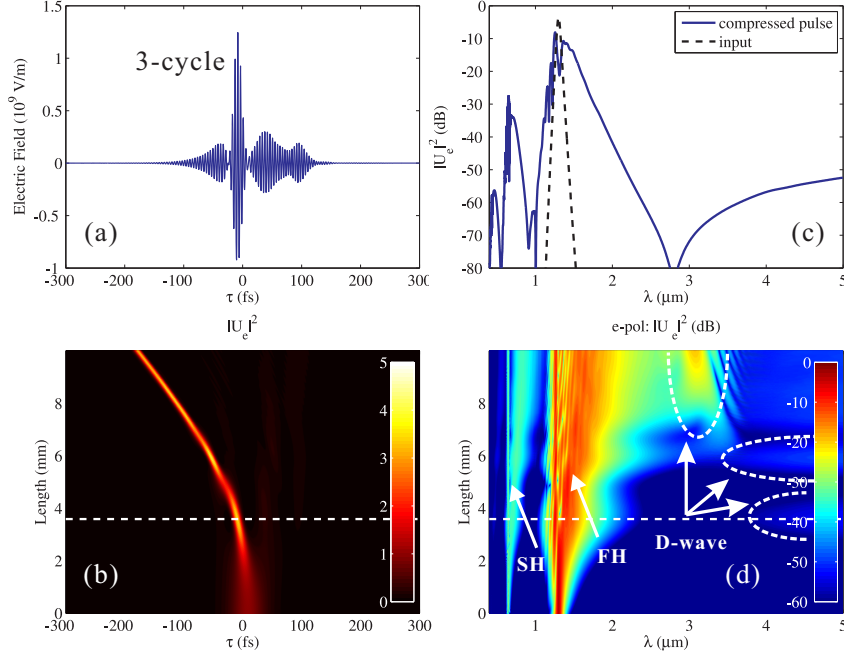 1.5
1
0.5
0
-0.5
-1
Electric Field (10⁹ V/m)
3-cycle
(a)
-300 -200 -100 0 100 200 300
τ (fs)
0
-10
-20
-30
-40
-50
-60
-70
-80
|U_e|² (dB)
compressed pulse
input
(c)
1 2 3 4 5
λ (μm)
|U_e|²
8
6
4
2
0
Length (mm)
5
4
3
2
1
0
(b)
-300 -200 -100 0 100 200 300
τ (fs)
e-pol: |U_e|² (dB)
8
6
4
2
0
Length (mm)
0
-10
-20
-30
-40
-50
-60
SH
FH
D-wave
(d)
1 2 3 4 5
λ (μm)